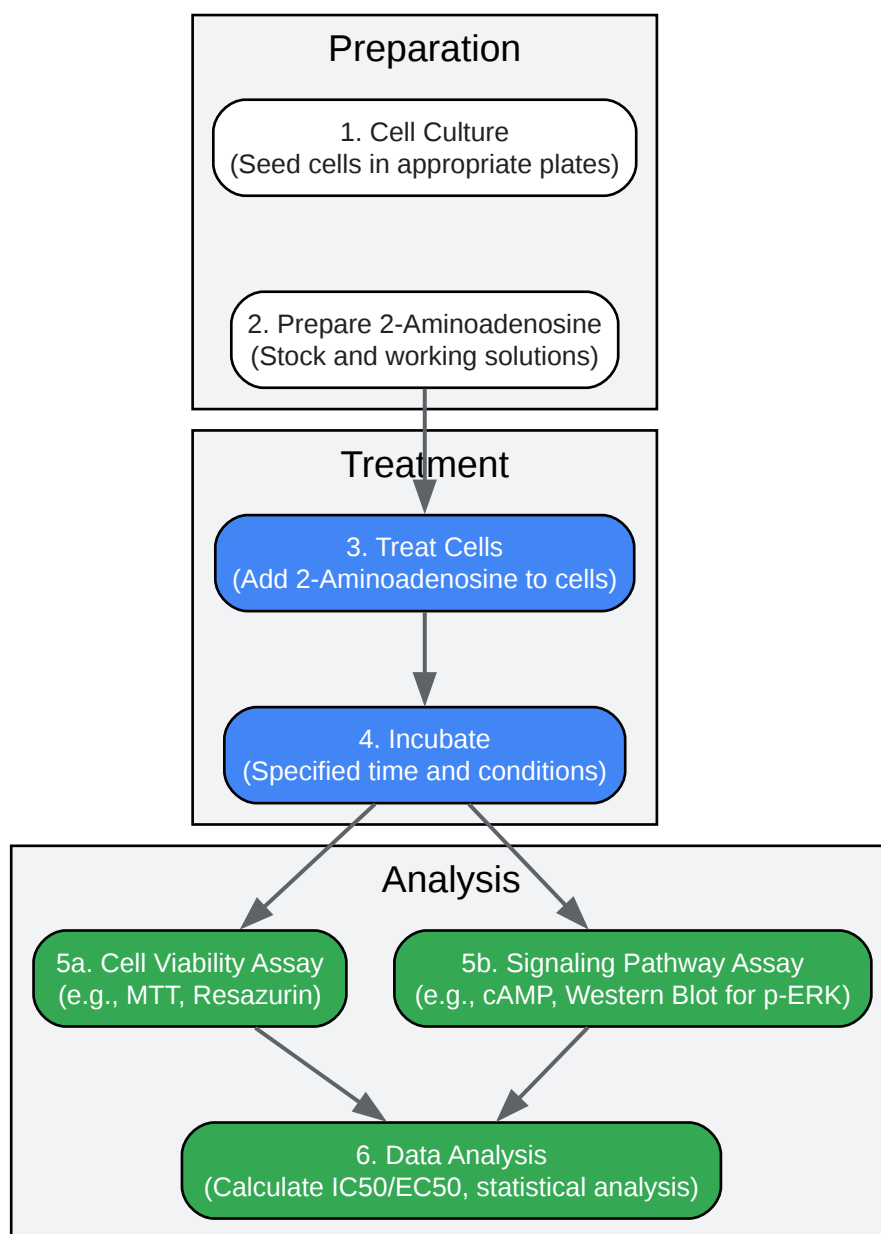 Preparation
1. Cell Culture
(Seed cells in appropriate plates)
2. Prepare 2-Aminoadenosine
(Stock and working solutions)
Treatment
3. Treat Cells
(Add 2-Aminoadenosine to cells)
4. Incubate
(Specified time and conditions)
Analysis
5a. Cell Viability Assay
(e.g., MTT, Resazurin)
5b. Signaling Pathway Assay
(e.g., cAMP, Western Blot for p-ERK)
6. Data Analysis
(Calculate IC50/EC50, statistical analysis)